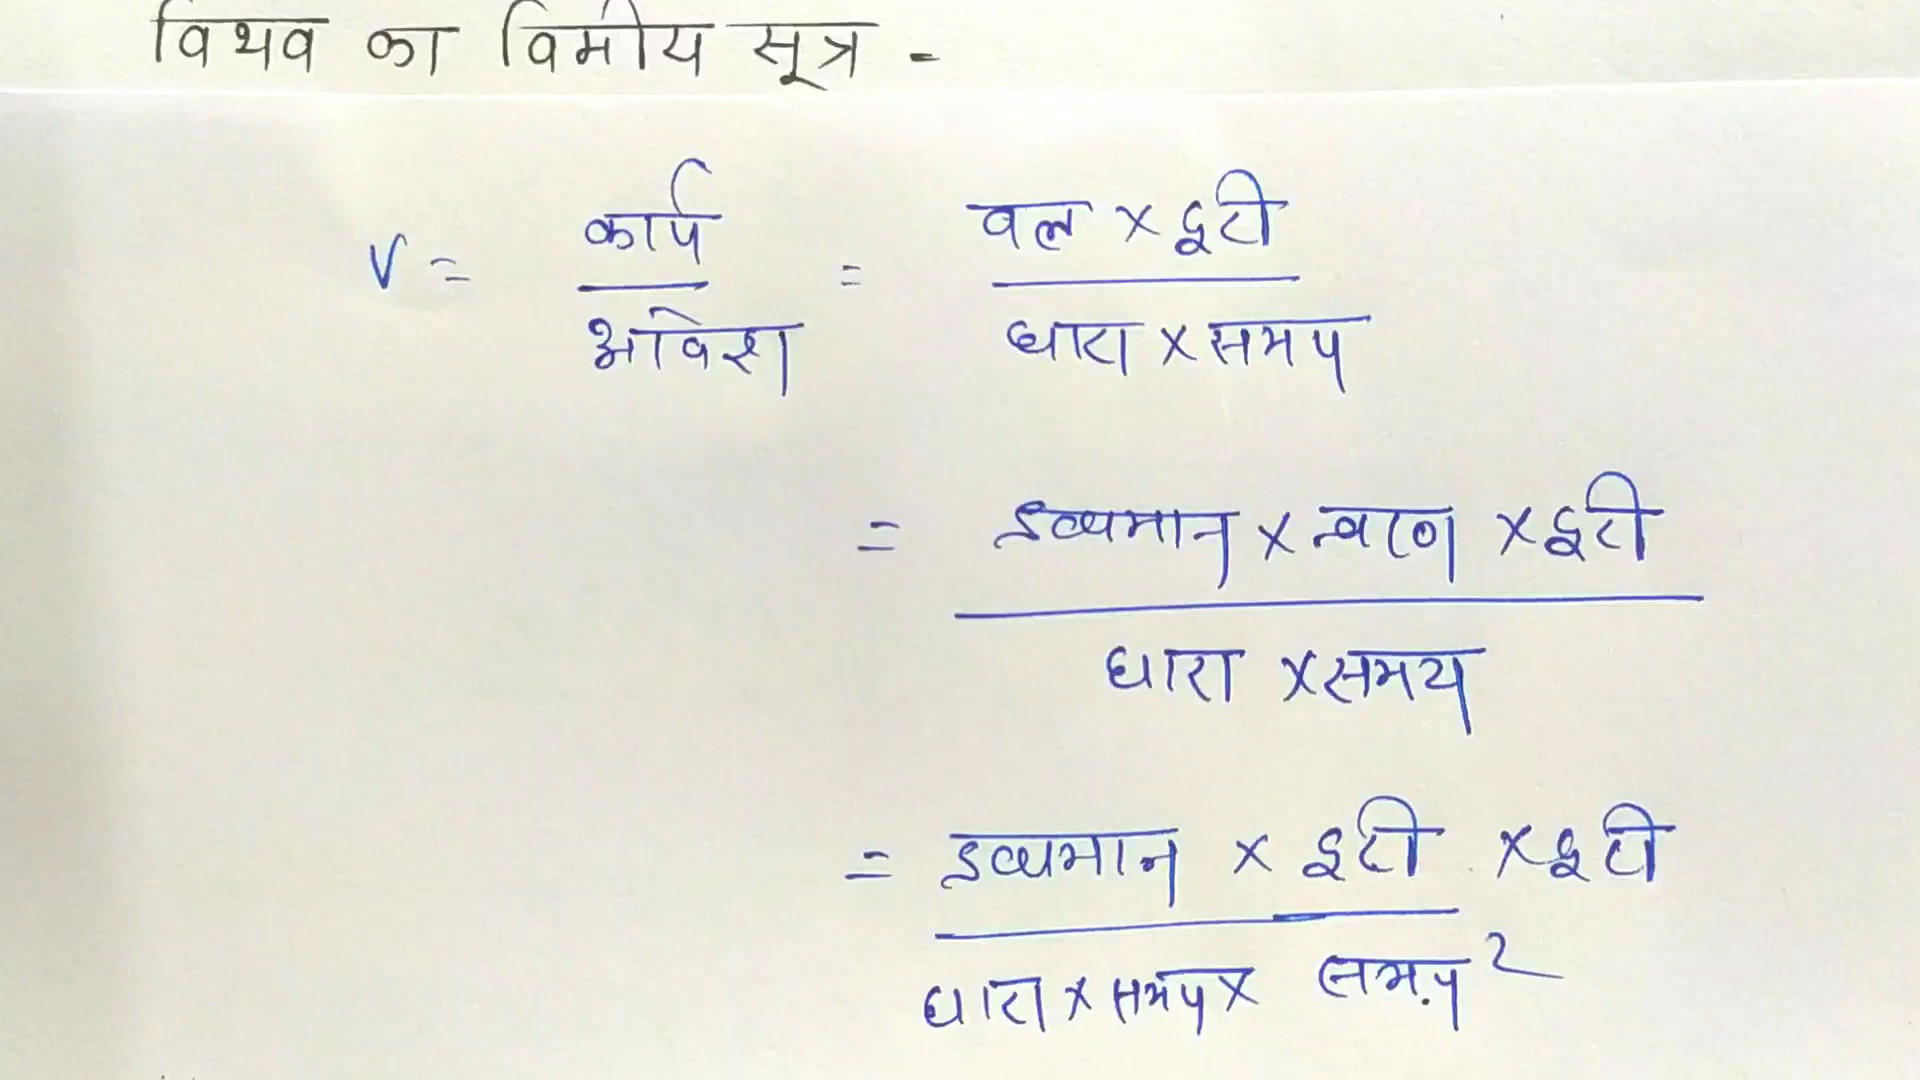 विभव का विमीय सूत्र -
V = कार्य / आवेश = बल × दूरी / धारा × समय
= द्रव्यमान × त्वरण × दूरी / धारा × समय
= द्रव्यमान × दूरी × दूरी / धारा × समय × समय²